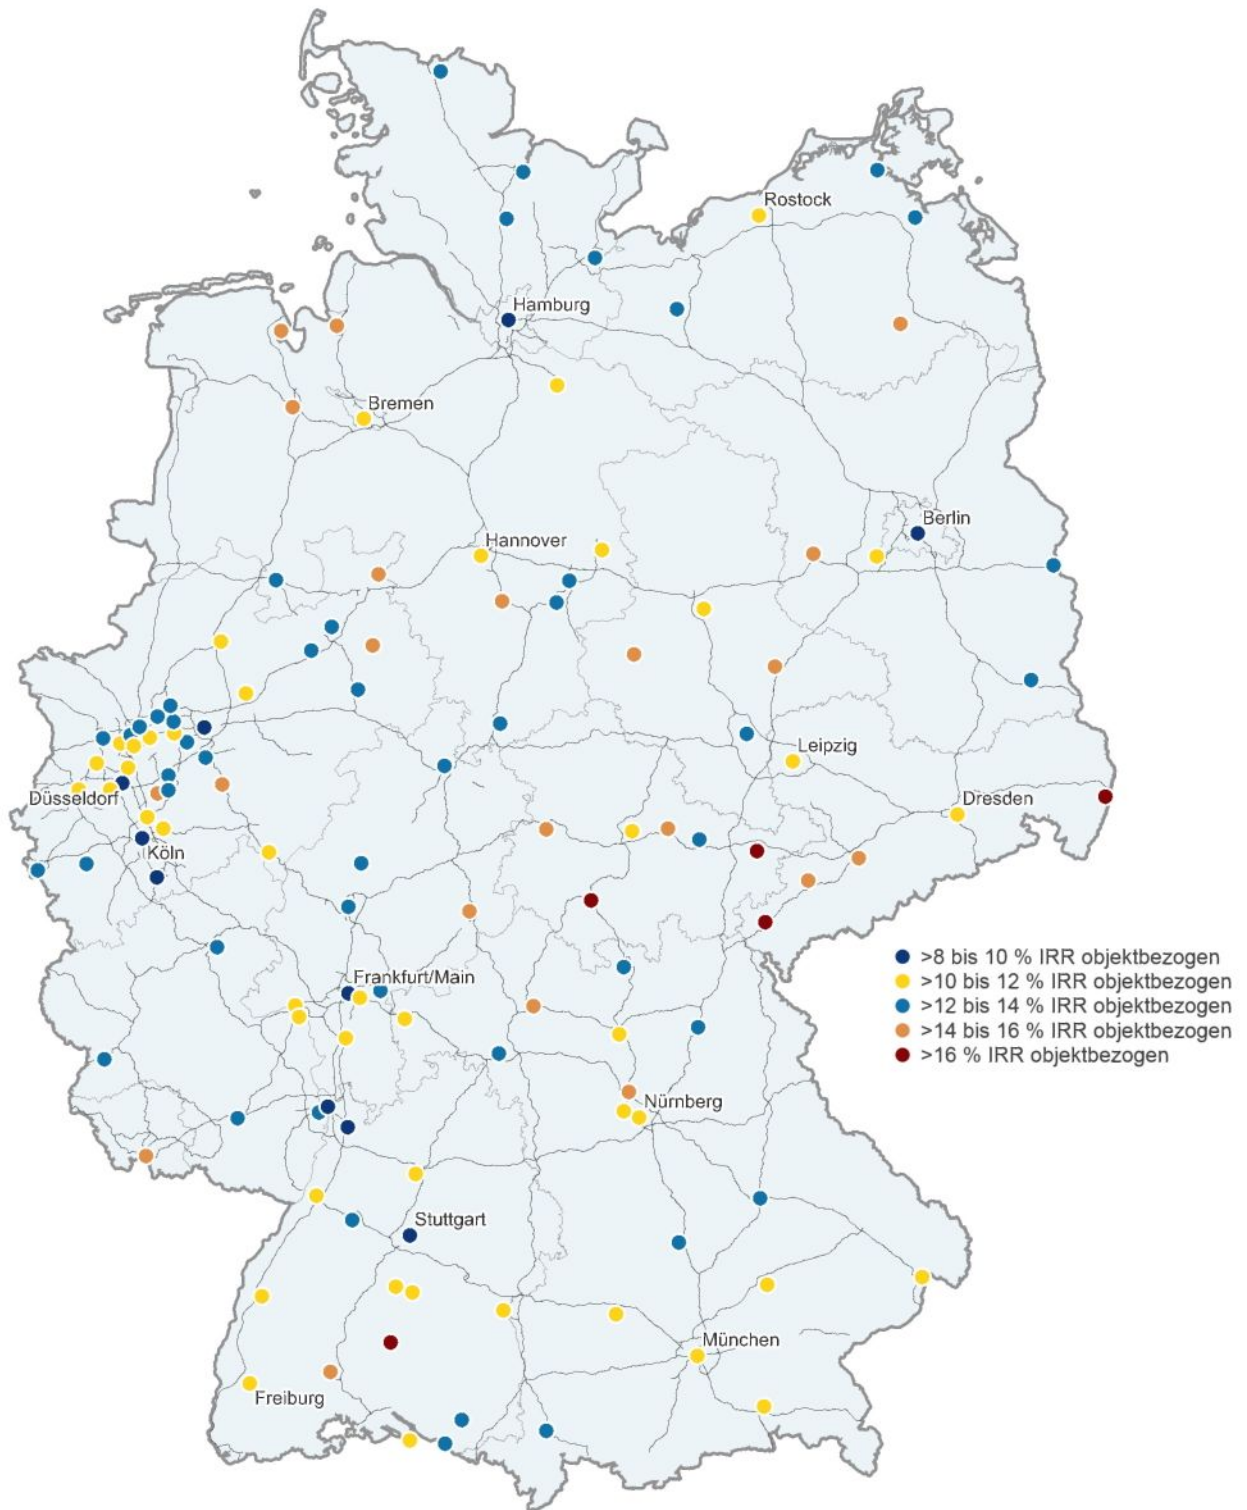 Rostock
Hamburg
Bremen
Berlin
Hannover
Leipzig
Düsseldorf
Dresden
Köln
>8 bis 10 % IRR objektbezogen
Frankfurt/Main
>10 bis 12 % IRR objektbezogen
>12 bis 14 % IRR objektbezogen
>14 bis 16 % IRR objektbezogen
>16 % IRR objektbezogen
Nürnberg
Stuttgart
München
Freiburg